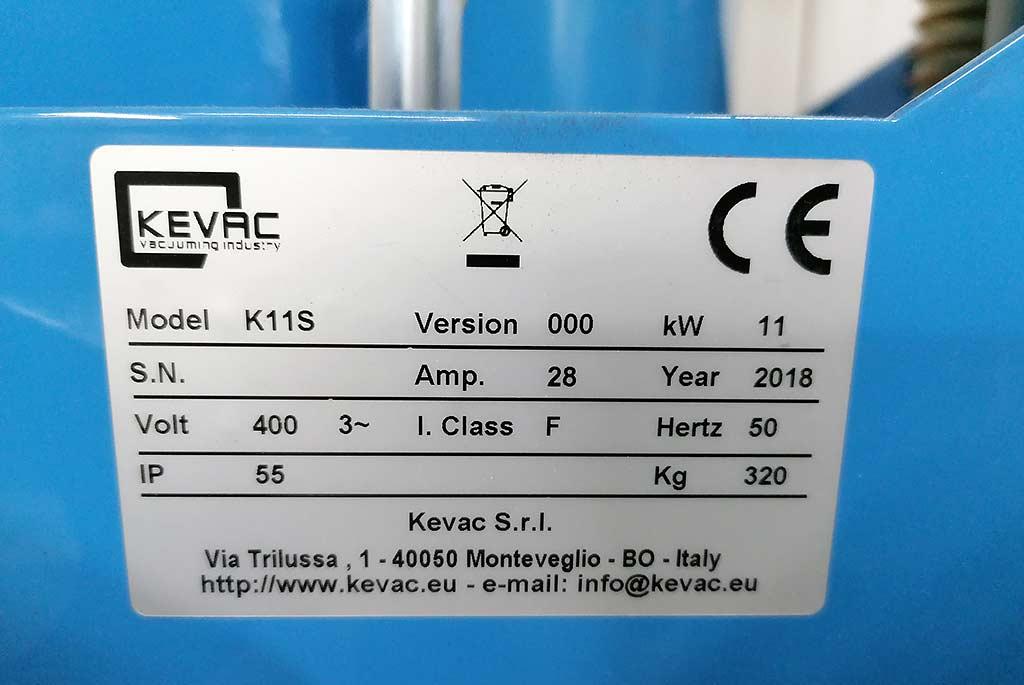 KEVAC
vacuuming industry
CE
Model K11S Version 000 kW 11
S.N. Amp. 28 Year 2018
Volt 400 3~ I. Class F Hertz 50
IP 55 Kg 320
Kevac S.r.l.
Via Trilussa , 1 - 40050 Monteveglio - BO - Italy
http://www.kevac.eu - e-mail: info@kevac.eu